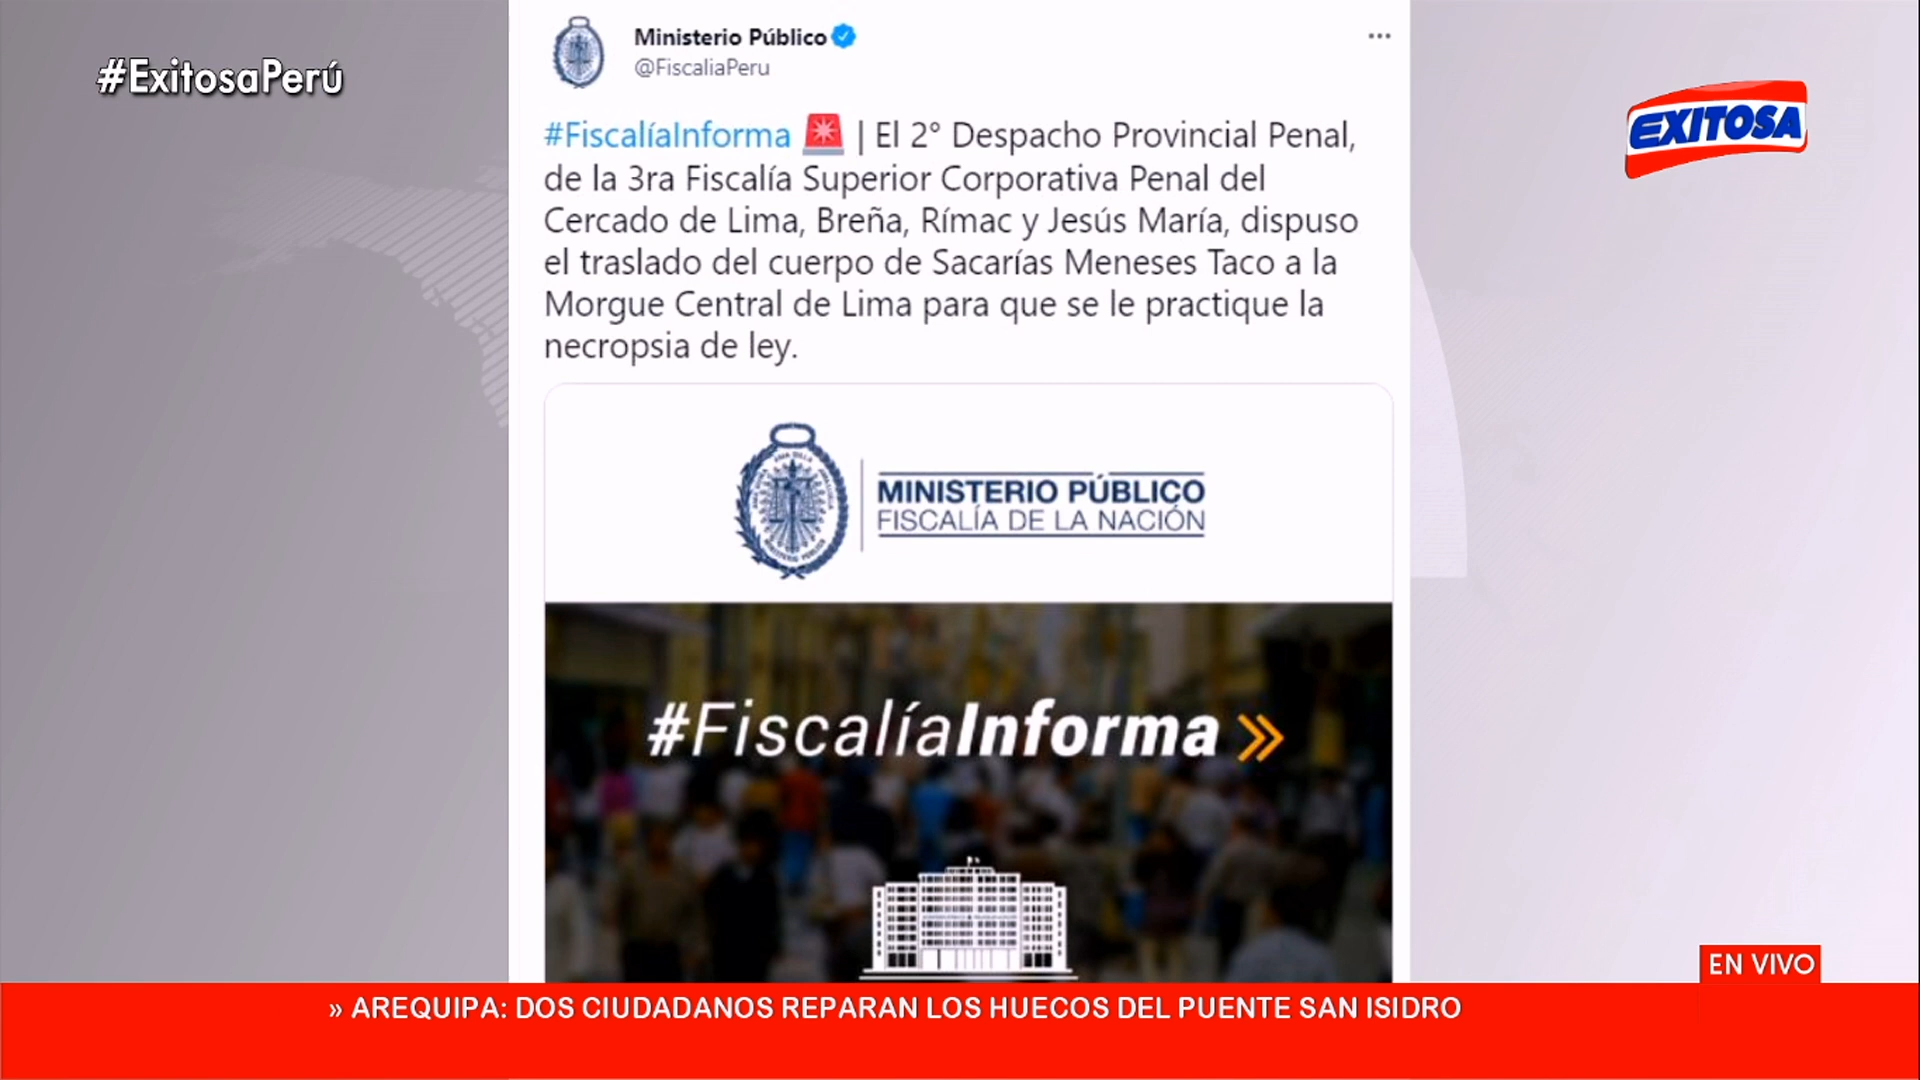 #ExitosaPerú
Ministerio Público
@FiscaliaPeru
EXITOSA
#FiscalíaInforma | El 2° Despacho Provincial Penal,
de la 3ra Fiscalía Superior Corporativa Penal del
Cercado de Lima, Breña, Rímac y Jesús María, dispuso
el traslado del cuerpo de Sacarías Meneses Taco a la
Morgue Central de Lima para que se le practique la
necropsia de ley.
MINISTERIO PÚBLICO
FISCALÍA DE LA NACIÓN
#FiscalíaInforma »
EN VIVO
» AREQUIPA: DOS CIUDADANOS REPARAN LOS HUECOS DEL PUENTE SAN ISIDRO